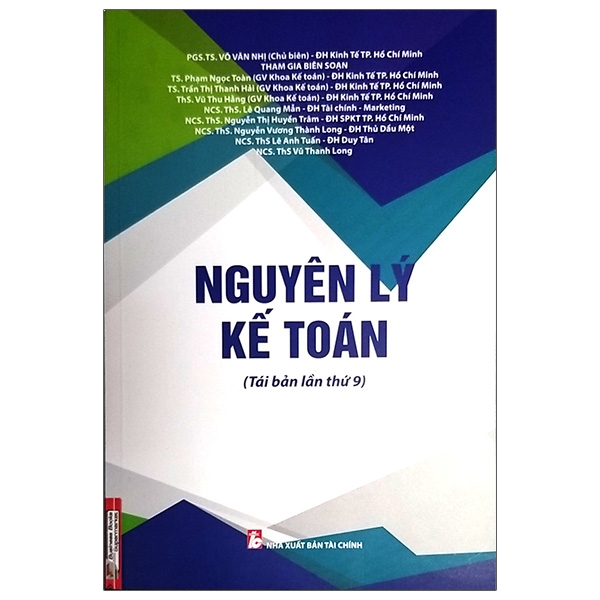 PGS.TS. VÕ VĂN NHỊ (Chủ biên) - ĐH Kinh Tế TP. Hồ Chí Minh
THAM GIA BIÊN SOẠN
TS. Phạm Ngọc Toàn (GV Khoa Kế toán) - ĐH Kinh Tế TP. Hồ Chí Minh
TS. Trần Thị Thanh Hải (GV Khoa Kế toán) - ĐH Kinh Tế TP. Hồ Chí Minh
ThS. Vũ Thu Hằng (GV Khoa Kế toán) - ĐH Kinh Tế TP. Hồ Chí Minh
NCS. ThS. Lê Quang Mẫn - ĐH Tài chính - Marketing
NCS. ThS. Nguyễn Thị Huyền Trâm - ĐH SPKT TP. Hồ Chí Minh
NCS. ThS. Nguyễn Vương Thành Long - ĐH Thủ Dầu Một
NCS. ThS Lê Anh Tuấn - ĐH Duy Tân
NCS. ThS Vũ Thanh Long
NGUYÊN LÝ
KẾ TOÁN
(Tái bản lần thứ 9)
Business Books
Supermarket
NHÀ XUẤT BẢN TÀI CHÍNH